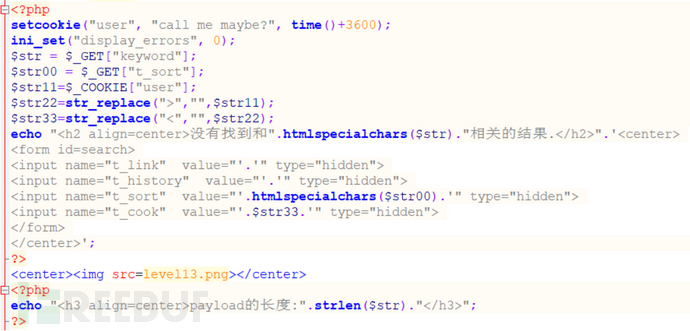 <?php
setcookie("user", "call me maybe?", time()+3600);
ini_set("display_errors", 0);
$str = $_GET["keyword"];
$str00 = $_GET["t_sort"];
$str11=$_COOKIE["user"];
$str22=str_replace(">","",$str11);
$str33=str_replace("<","",$str22);
echo "<h2 align=center>没有找到和".htmlspecialchars($str)."相关的结果.</h2>".'<center>
<form id=search>
<input name="t_link"  value="'.'" type="hidden">
<input name="t_history"  value="'.'" type="hidden">
<input name="t_sort"  value="'.htmlspecialchars($str00).'" type="hidden">
<input name="t_cook"  value="'.$str33.'" type="hidden">
</form>
</center>';
?>
<center><img src=level13.png></center>
<?php
echo "<h3 align=center>payload的长度:".strlen($str)."</h3>";
?>
REEBUF